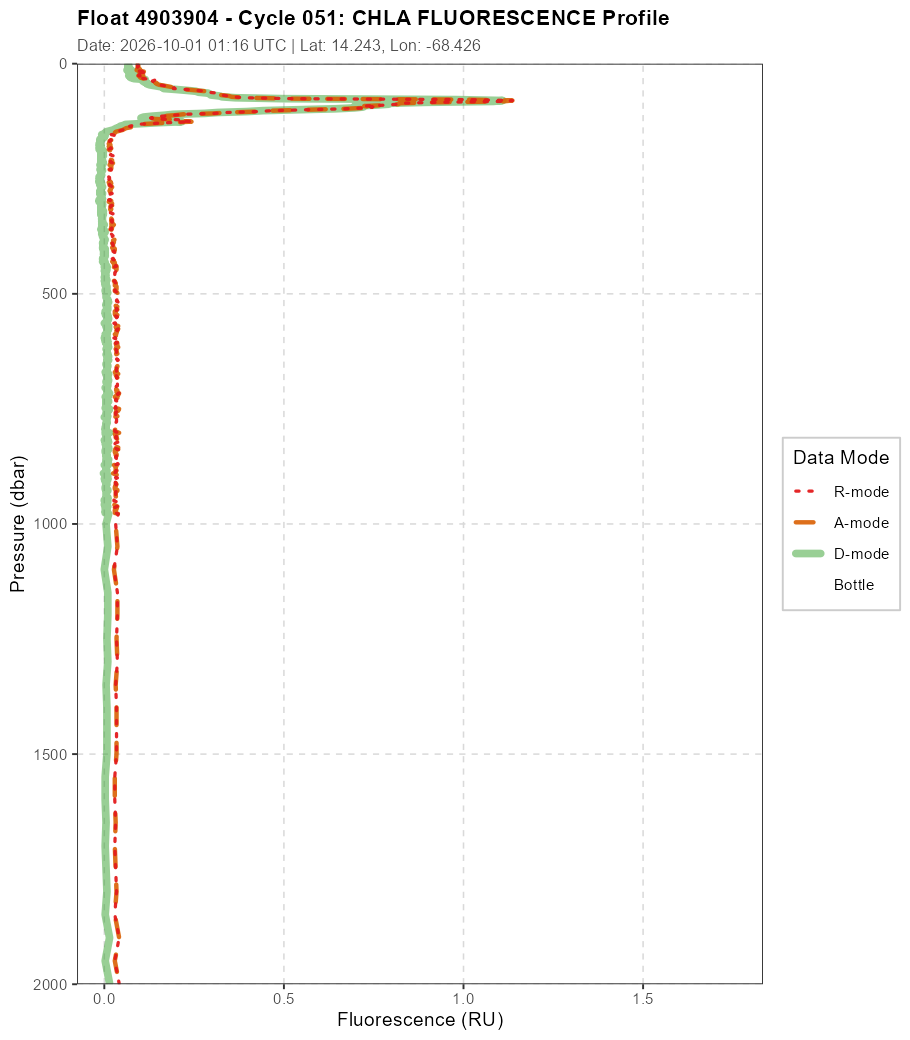 Float 4903904 - Cycle 051: CHLA FLUORESCENCE Profile
Date: 2026-10-01 01:16 UTC | Lat: 14.243, Lon: -68.426
0
500
1000
1500
2000
Pressure (dbar)
0.0
0.5
1.0
1.5
Fluorescence (RU)
Data Mode
R-mode
A-mode
D-mode
Bottle